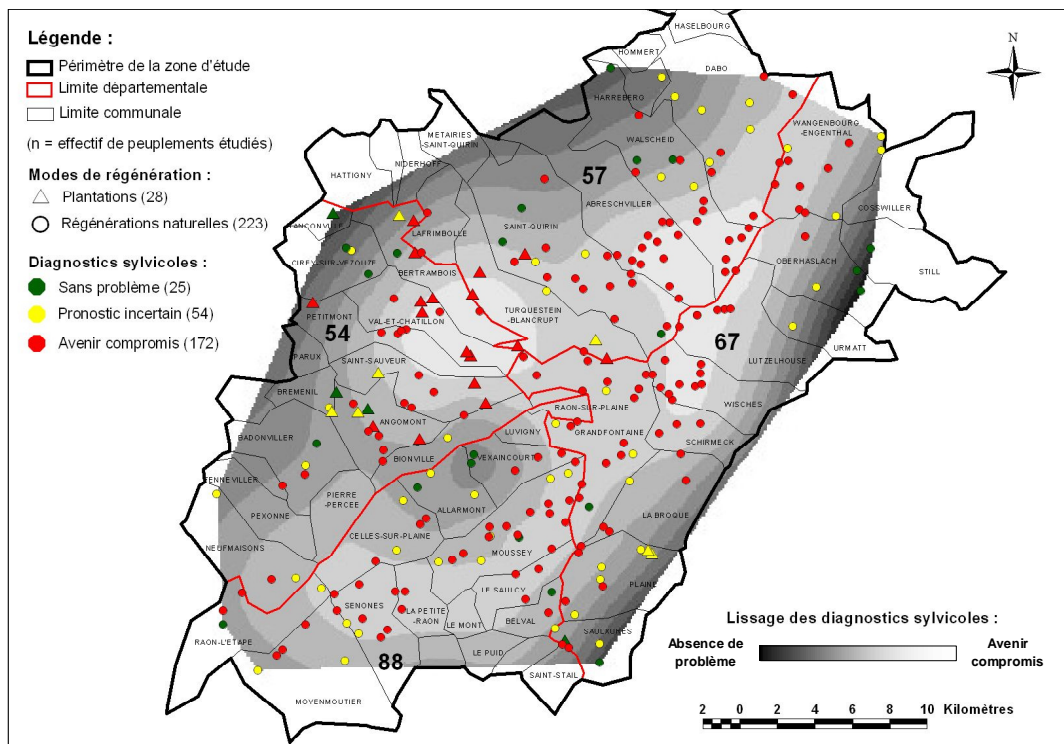 Légende :
Périmètre de la zone d'étude
Limite départementale
Limite communale
(n = effectif de peuplements étudiés)
Modes de régénération :
Plantations (28)
Régénérations naturelles (223)
Diagnostics sylvicoles :
Sans problème (25)
Pronostic incertain (54)
Avenir compromis (172)
N
HASELBOURG
HOMMERT
DABO
HARREBERG
WANGENBOURG
-ENGENTHAL
METAIRIES
-SAINT-QUIRIN
WALSCHEID
NIDERHOFF
HATTIGNY
57
ABRESCHVILLER
COSSWILLER
SAINT-QUIRIN
LAFRIMBOLLE
CIREY-SUR-VEZOUZE
OBERHASLACH
STILL
BERTRAMBOIS
PETITMONT
TURQUESTEIN
-BLANCRUPT
VAL-ET-CHATILLON
54
67
URMATT
LUTZELHOUSE
PARUX
SAINT-SAUVEUR
BREMENIL
WISCHES
RAON-SUR-PLAINE
ANGOMONT
LUVIGNY
GRANDFONTAINE
BADONVILLER
SCHIRMECK
BIONVILLE
VEXAINCOURT
FENNEVILLER
PIERRE
-PERCEE
ALLARMONT
LA BROQUE
PEXONNE
CELLES-SUR-PLAINE
NEUFMAISONS
MOUSSEY
PLAINE
LE SAULCY
SENONES
LA PETITE
-RAON
BELVAL
LE MONT
SAULXURES
RAON-L'ETAPE
LE PUID
88
SAINT-STAIL
MOYENMOUTIER
Lissage des diagnostics sylvicoles :
Absence de
problème
Avenir
compromis
2 0 2 4 6 8 10 Kilomètres